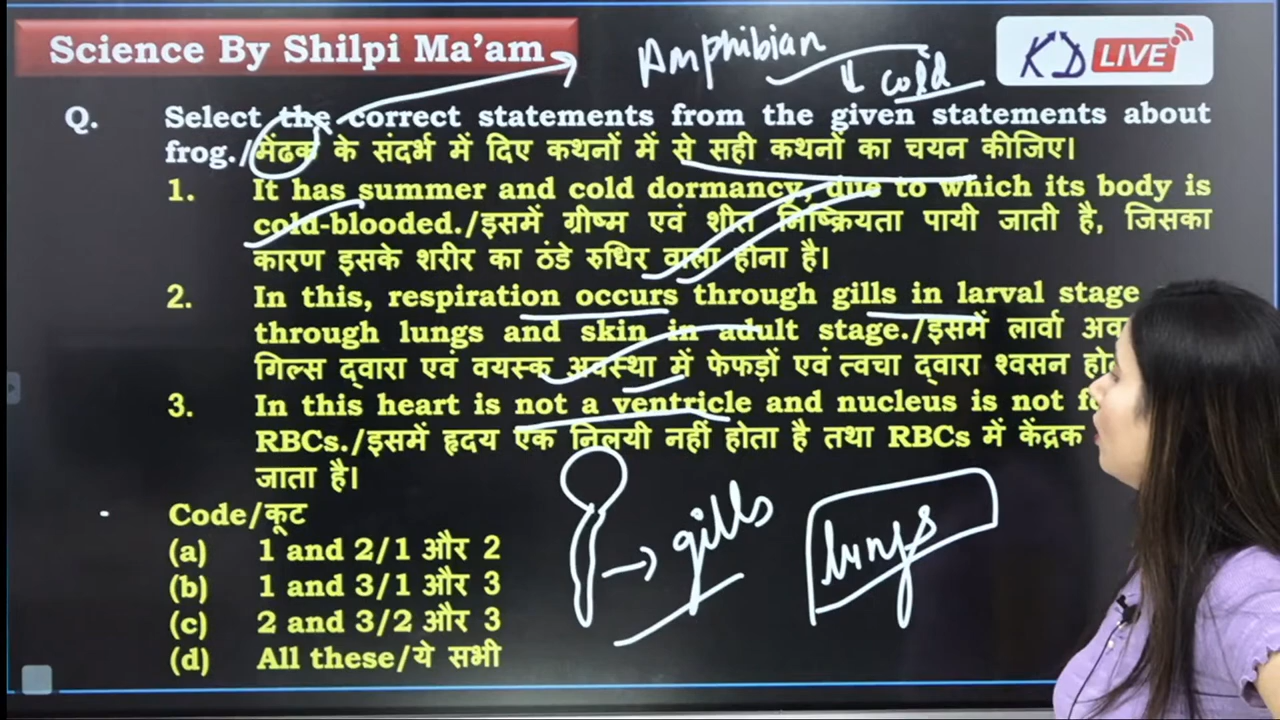 Science By Shilpi Ma’am
Amphibian
cold
KD LIVE
Q. Select the correct statements from the given statements about
frog./मेंढक के संदर्भ में दिए कथनों में से सही कथनों का चयन कीजिए।
1. It has summer and cold dormancy, due to which its body is
cold-blooded./इसमें ग्रीष्म एवं शीत निष्क्रियता पायी जाती है, जिसका
कारण इसके शरीर का ठंडे रुधिर वाला होना है।
2. In this, respiration occurs through gills in larval stage
through lungs and skin in adult stage./इसमें लार्वा
गिल्स द्वारा एवं वयस्क अवस्था में फेफड़ों एवं त्वचा द्वारा श्वसन
3. In this heart is not a ventricle and nucleus is not
RBCs./इसमें हृदय एक निलयी नहीं होता है तथा RBCs में केंद्रक
जाता है।
Code/कूट
(a) 1 and 2/1 और 2
(b) 1 and 3/1 और 3
(c) 2 and 3/2 और 3
(d) All these/ये सभी
gills
lungs